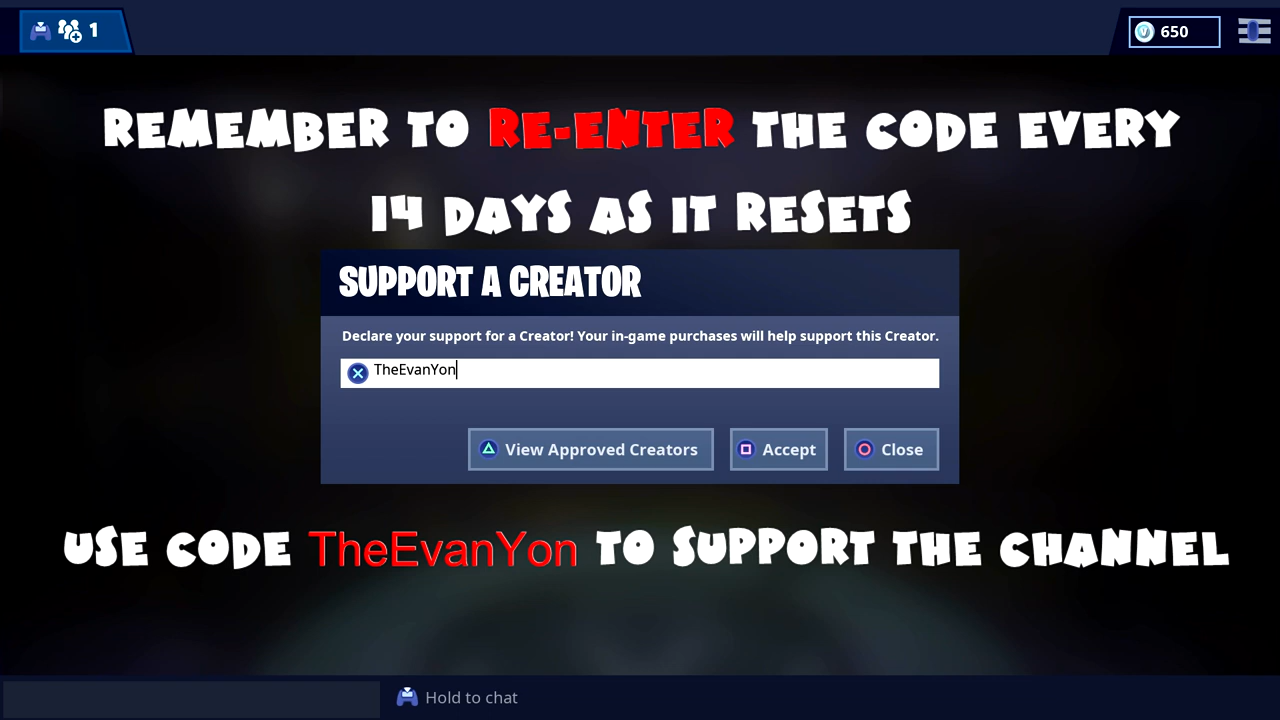 1
650
REMEMBER TO RE-ENTER THE CODE EVERY
14 DAYS AS IT RESETS
SUPPORT A CREATOR
Declare your support for a Creator! Your in-game purchases will help support this Creator.
TheEvanYon
View Approved Creators
Accept
Close
USE CODE TheEvanYon TO SUPPORT THE CHANNEL
Hold to chat